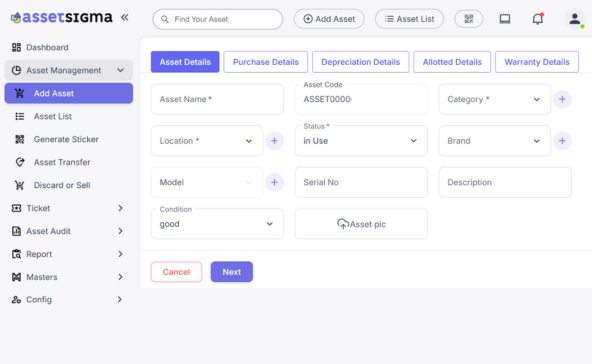 assetsigma «
Find Your Asset
Add Asset
Asset List
Dashboard
Asset Management
Add Asset
Asset List
Generate Sticker
Asset Transfer
Discard or Sell
Ticket
Asset Audit
Report
Masters
Config
Asset Details
Purchase Details
Depreciation Details
Allotted Details
Warranty Details
Asset Name *
Asset Code
ASSET0000
Category *
Location *
Status *
in Use
Brand
Model
Serial No
Description
Condition
good
Asset pic
Cancel
Next